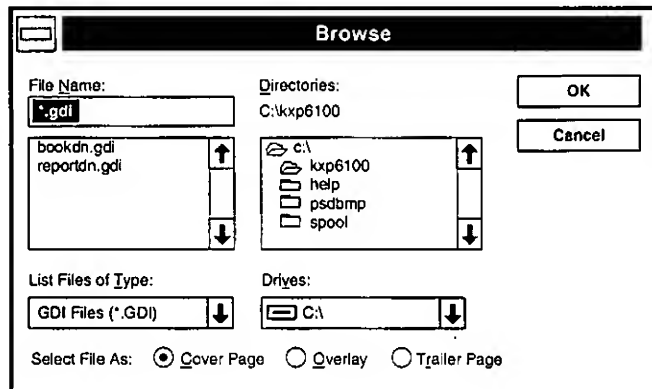 Browse
File Name:
*.gdi
bookdn.gdi
reportdn.gdi
Directories:
C:\kxp6100
c:\
kxp6100
help
psdbmp
spool
OK
Cancel
List Files of Type:
GDI Files (*.GDI)
Drives:
C:\
Select File As: Cover Page Overlay Trailer Page